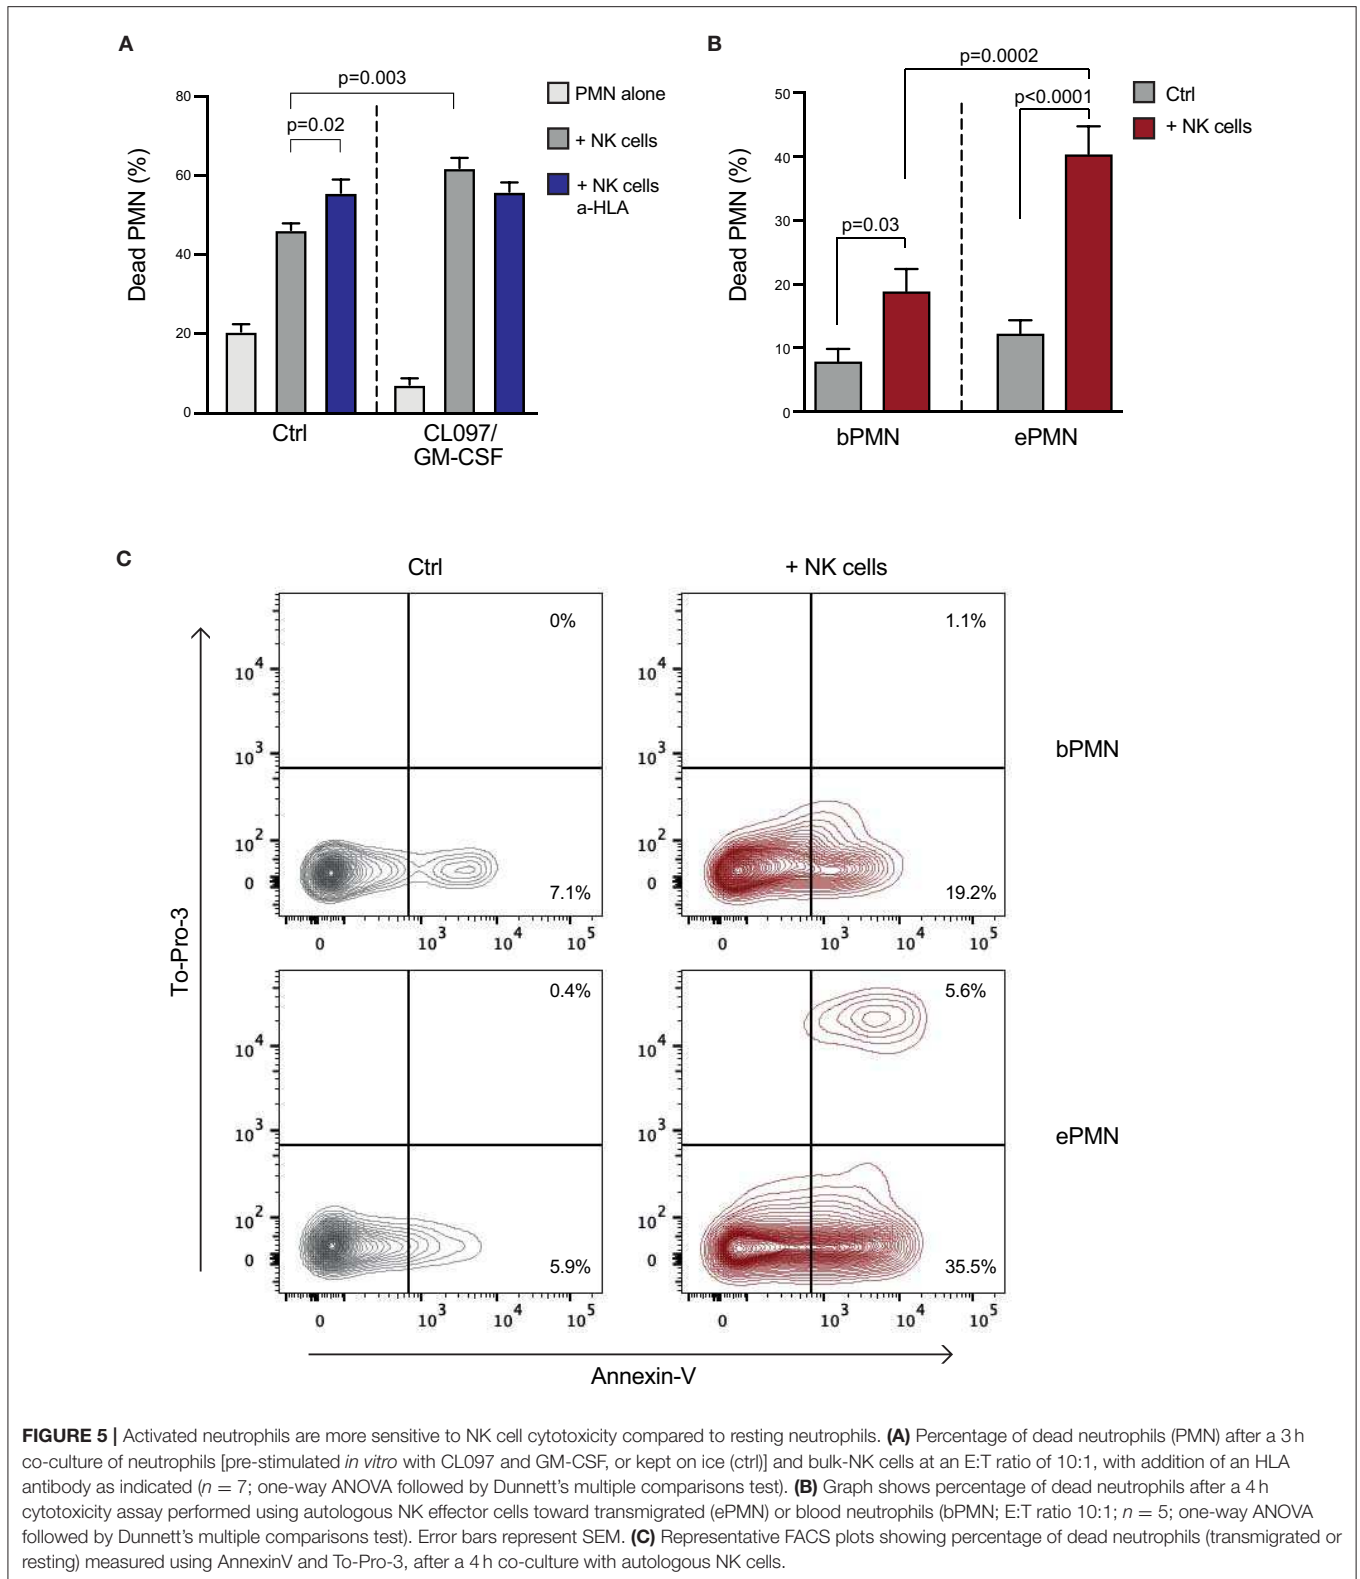 A
p=0.003
p=0.02
80
60
40
20
0
Dead PMN (%)
Ctrl
CL097/
GM-CSF
PMN alone
+ NK cells
+ NK cells
a-HLA
B
p=0.0002
p<0.0001
p=0.03
50
40
30
20
10
0
Dead PMN (%)
bPMN
ePMN
Ctrl
+ NK cells
C
Ctrl
+ NK cells
0%
1.1%
10^4
10^3
10^2
0
10^4
10^3
10^2
0
bPMN
7.1%
19.2%
0 10^3 10^4 10^5
0 10^3 10^4 10^5
To-Pro-3
0.4%
5.6%
10^4
10^3
10^2
0
10^4
10^3
10^2
0
ePMN
5.9%
35.5%
0 10^3 10^4 10^5
0 10^3 10^4 10^5
Annexin-V
FIGURE 5 | Activated neutrophils are more sensitive to NK cell cytotoxicity compared to resting neutrophils. (A) Percentage of dead neutrophils (PMN) after a 3 h
co-culture of neutrophils [pre-stimulated in vitro with CL097 and GM-CSF, or kept on ice (ctrl)] and bulk-NK cells at an E:T ratio of 10:1, with addition of an HLA
antibody as indicated (n = 7; one-way ANOVA followed by Dunnett's multiple comparisons test). (B) Graph shows percentage of dead neutrophils after a 4 h
cytotoxicity assay performed using autologous NK effector cells toward transmigrated (ePMN) or blood neutrophils (bPMN; E:T ratio 10:1; n = 5; one-way ANOVA
followed by Dunnett's multiple comparisons test). Error bars represent SEM. (C) Representative FACS plots showing percentage of dead neutrophils (transmigrated or
resting) measured using AnnexinV and To-Pro-3, after a 4 h co-culture with autologous NK cells.